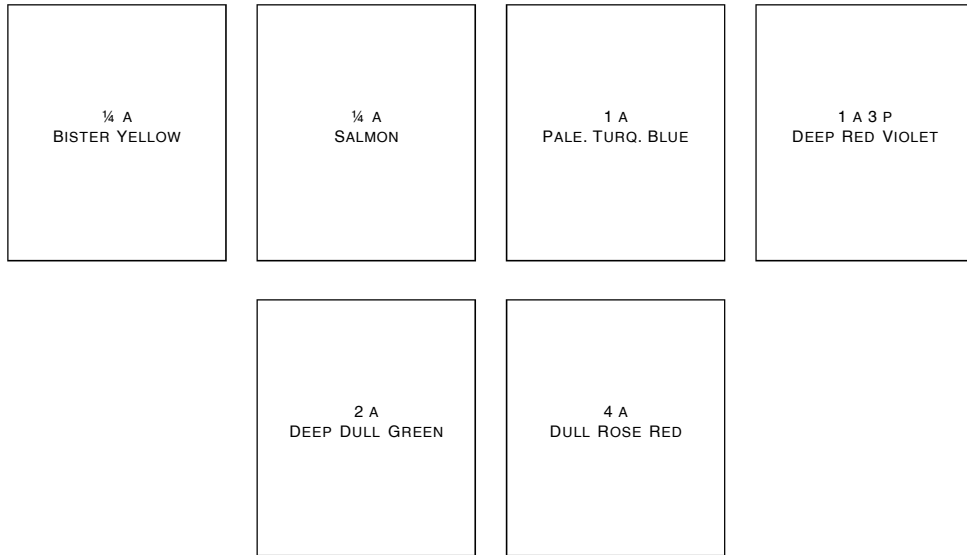 ¼ A
BISTER YELLOW
¼ A
SALMON
1 A
PALE. TURQ. BLUE
1 A 3 P
DEEP RED VIOLET
2 A
DEEP DULL GREEN
4 A
DULL ROSE RED